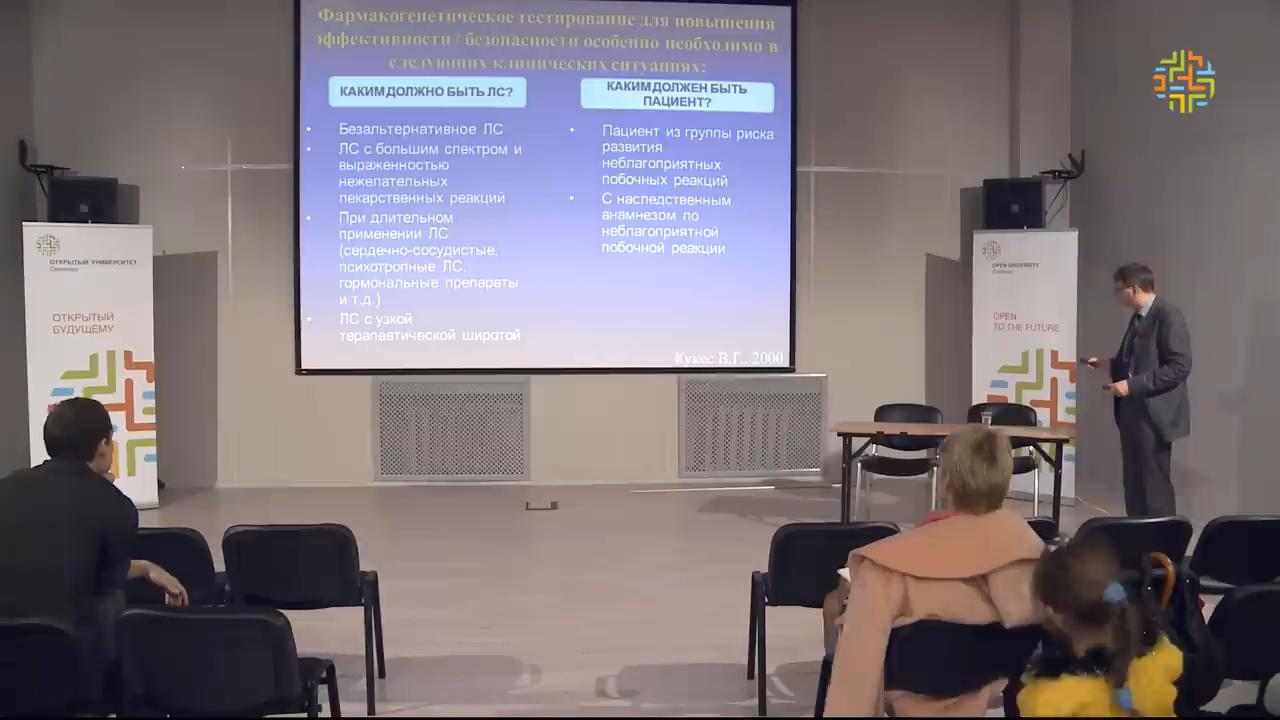 Фармакогенетическое тестирование для повышения
эффективности / безопасности особенно необходимо в
следующих клинических ситуациях:
КАКИМ ДОЛЖНО БЫТЬ ЛС?
• Безальтернативное ЛС
• ЛС с большим спектром и
выраженностью
нежелательных
лекарственных реакций
• При длительном
применении ЛС
(сердечно-сосудистые,
психотропные ЛС,
гормональные препараты
и т.д.)
• ЛС с узкой
терапевтической широтой
КАКИМ ДОЛЖЕН БЫТЬ
ПАЦИЕНТ?
• Пациент из группы риска
развития
неблагоприятных
побочных реакций
• С наследственным
анамнезом по
неблагоприятной
побочной реакции
Кукес В.Г., 2000
ОТКРЫТЫЙ УНИВЕРСИТЕТ
Сколково
ОТКРЫТЫЙ
БУДУЩЕМУ
OPEN UNIVERSITY
Skolkovo
OPEN
TO THE FUTURE